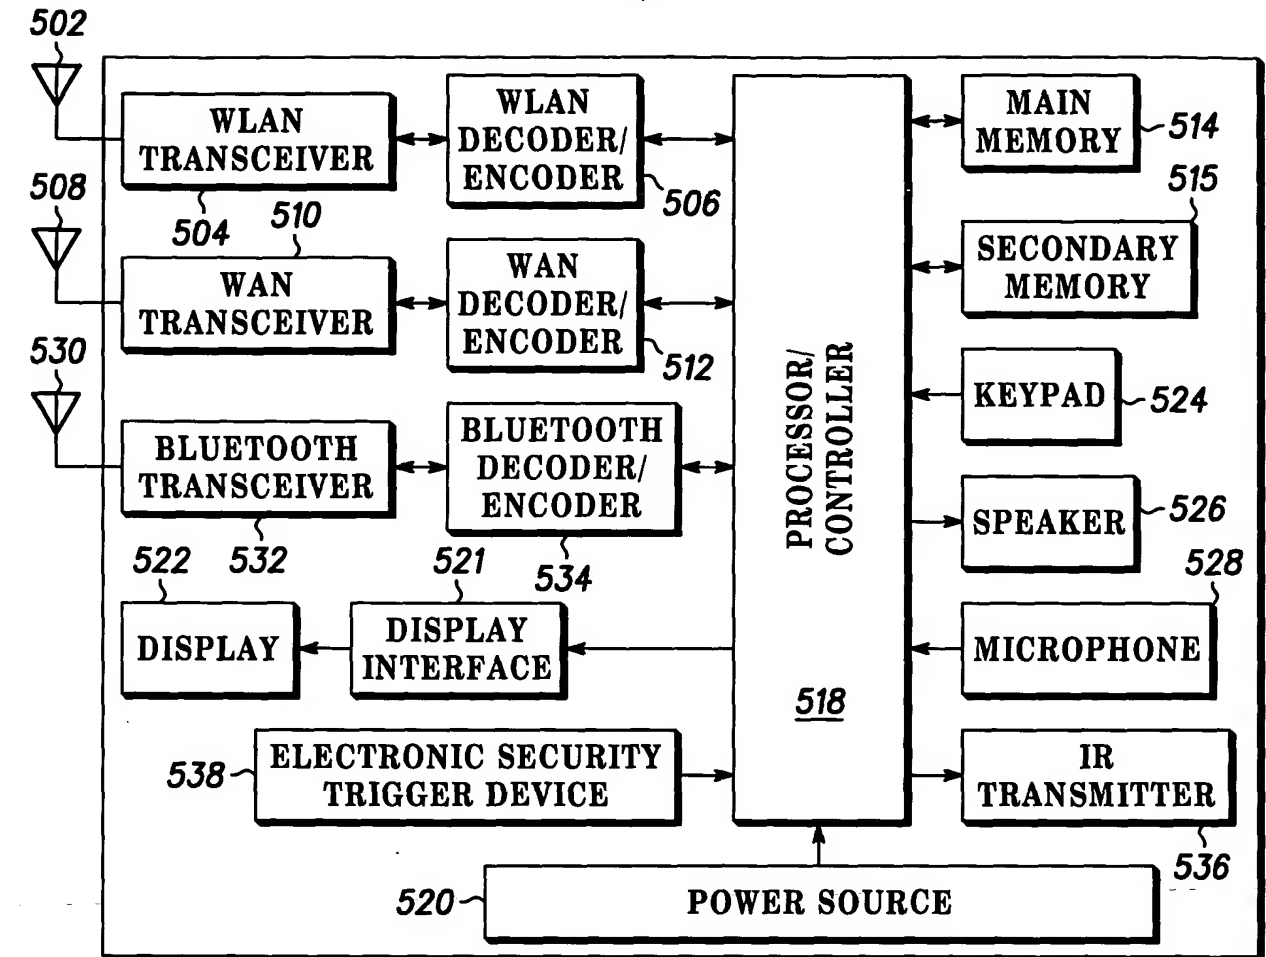 502
WLAN
TRANSCEIVER
504
WLAN
DECODER/
ENCODER
506
MAIN
MEMORY
514
508
510
WAN
TRANSCEIVER
WAN
DECODER/
ENCODER
512
515
SECONDARY
MEMORY
530
BLUETOOTH
TRANSCEIVER
532
BLUETOOTH
DECODER/
ENCODER
534
PROCESSOR/
CONTROLLER
518
KEYPAD
524
SPEAKER
526
522
DISPLAY
521
DISPLAY
INTERFACE
528
MICROPHONE
538
ELECTRONIC SECURITY
TRIGGER DEVICE
IR
TRANSMITTER
536
520
POWER SOURCE